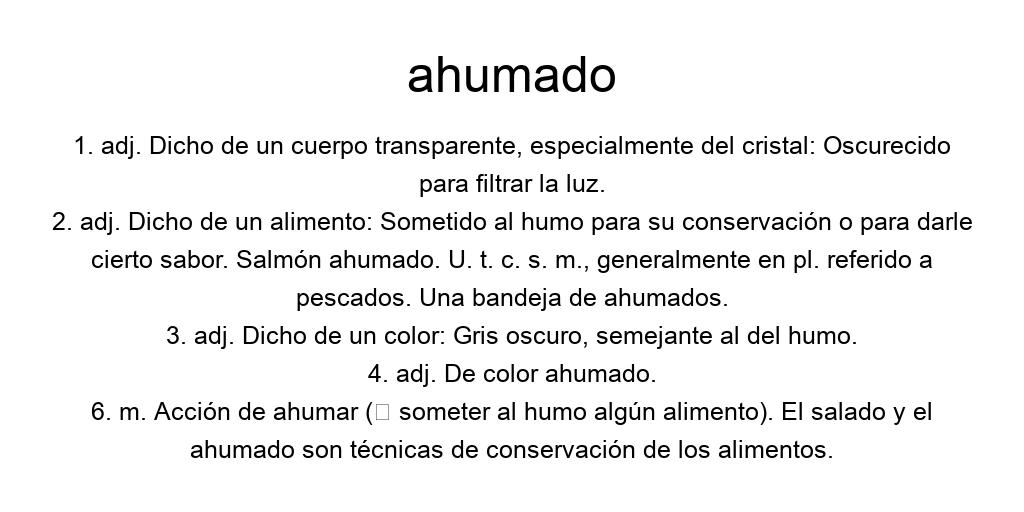 ahumado
1. adj. Dicho de un cuerpo transparente, especialmente del cristal: Oscurecido
para filtrar la luz.
2. adj. Dicho de un alimento: Sometido al humo para su conservación o para darle
cierto sabor. Salmón ahumado. U. t. c. s. m., generalmente en pl. referido a
pescados. Una bandeja de ahumados.
3. adj. Dicho de un color: Gris oscuro, semejante al del humo.
4. adj. De color ahumado.
6. m. Acción de ahumar (□ someter al humo algún alimento). El salado y el
ahumado son técnicas de conservación de los alimentos.